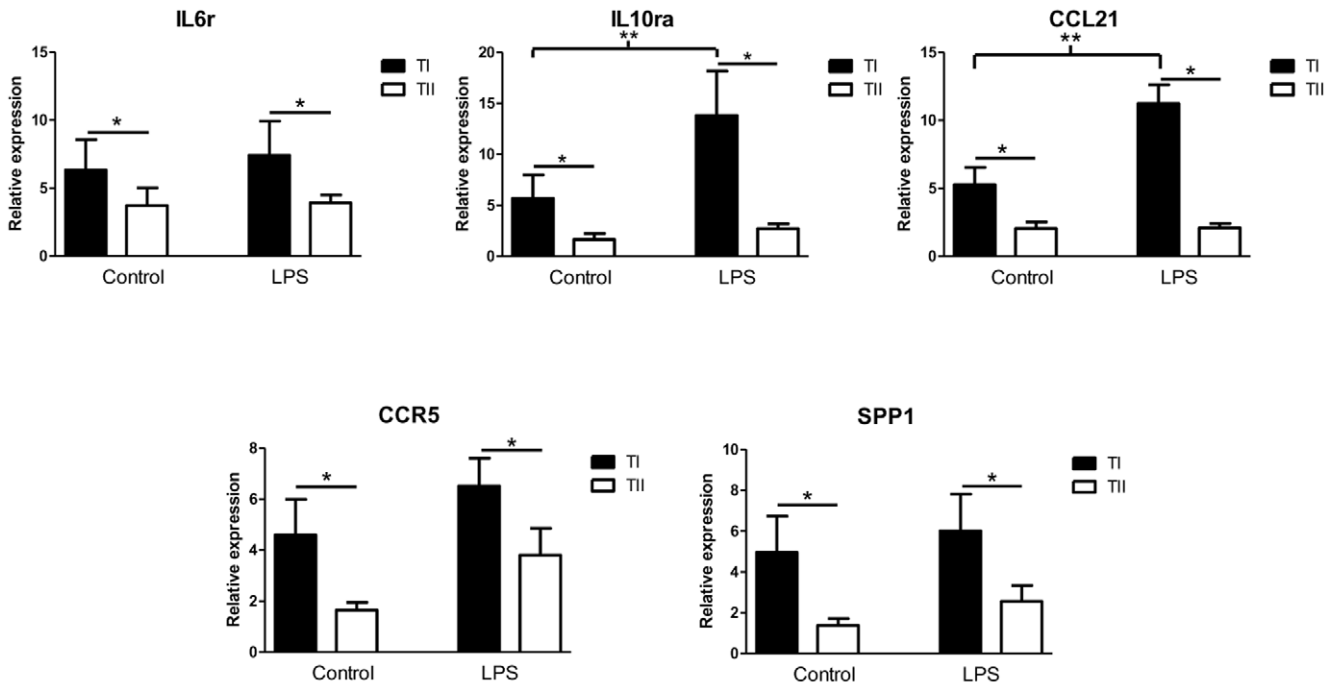 IL6r
15
10
5
0
Relative expression
*
*
Control
LPS
TI
TII
IL10ra
20
15
10
5
0
Relative expression
**
*
*
Control
LPS
TI
TII
CCL21
15
10
5
0
Relative expression
**
*
*
Control
LPS
TI
TII
CCR5
8
6
4
2
0
Relative expression
*
*
Control
LPS
TI
TII
SPP1
10
8
6
4
2
0
Relative expression
*
*
Control
LPS
TI
TII